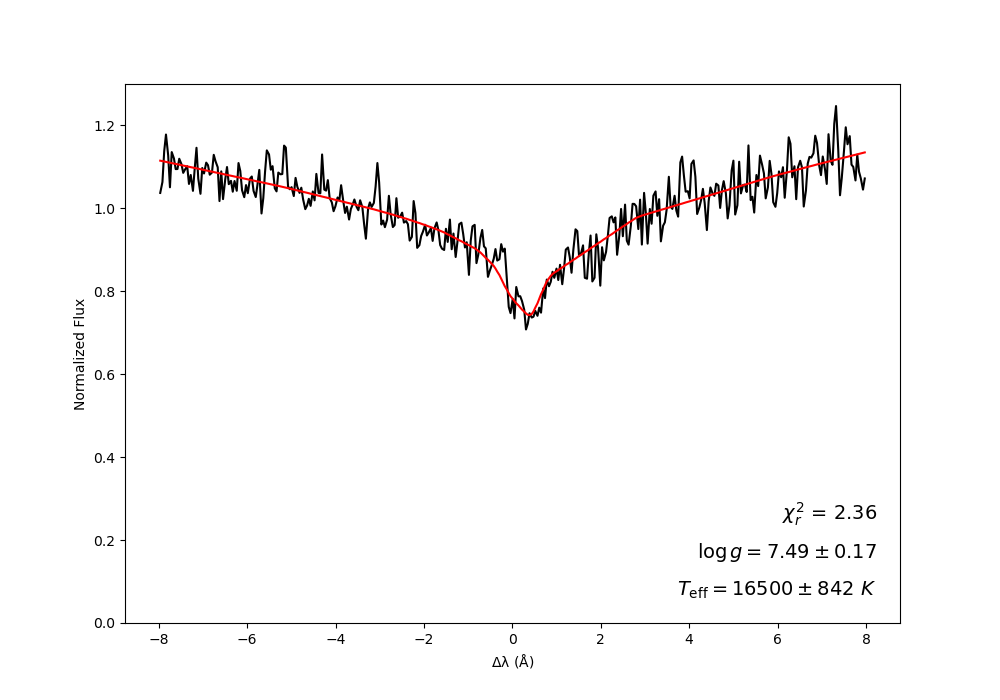 1.2
1.0
0.8
0.6
0.4
0.2
0.0
Normalized Flux
χ²ᵣ = 2.36
log g = 7.49 ± 0.17
T_eff = 16500 ± 842 K
−8 −6 −4 −2 0 2 4 6 8
Δλ (Å)